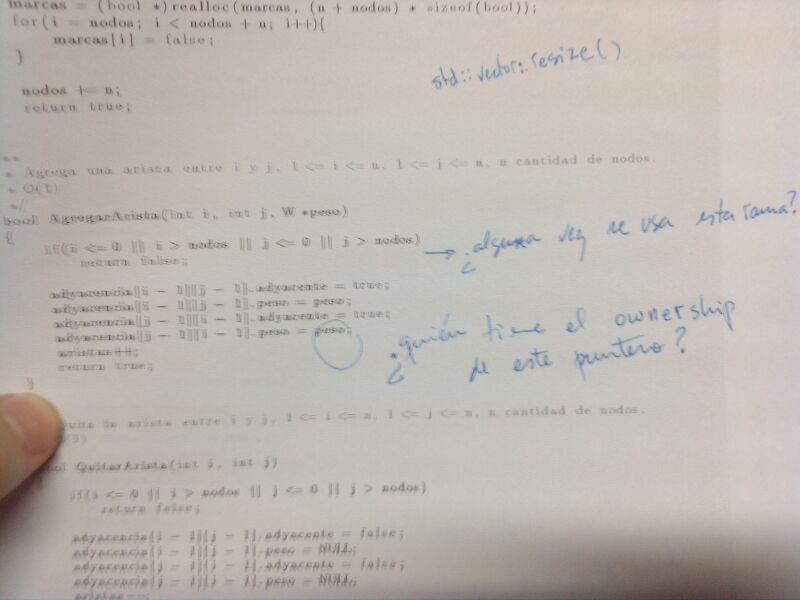 marcas = (bool *)realloc(marcas, (n + nodos) * sizeof(bool));
for(i = nodos; i < nodos + n; i++){
marcas[i] = false;
}
std::vector::resize()
nodos += n;
return true;
**
* Agrega una arista entre i y j, 1 <= i <= n, 1 <= j <= n, n cantidad de nodos.
* O(1)
*/
bool AgregarArista(int i, int j, W *peso)
{
if(i <= 0 || i > nodos || j <= 0 || j > nodos)
return false;
→ ¿alguna vez se usa esta rama?
adyacencia[i - 1][j - 1].adyacente = true;
adyacencia[i - 1][j - 1].peso = peso;
adyacencia[j - 1][i - 1].adyacente = true;
adyacencia[j - 1][i - 1].peso = peso;
aristas++;
return true;
¿quién tiene el ownership
de este puntero?
}
quita la arista entre i y j, 1 <= i <= n, 1 <= j <= n, n cantidad de nodos.
ool QuitarArista(int i, int j)
if(i <= 0 || i > nodos || j <= 0 || j > nodos)
return false;
adyacencia[i - 1][j - 1].adyacente = false;
adyacencia[i - 1][j - 1].peso = NULL;
adyacencia[j - 1][i - 1].adyacente = false;
adyacencia[j - 1][i - 1].peso = NULL;
aristas--;